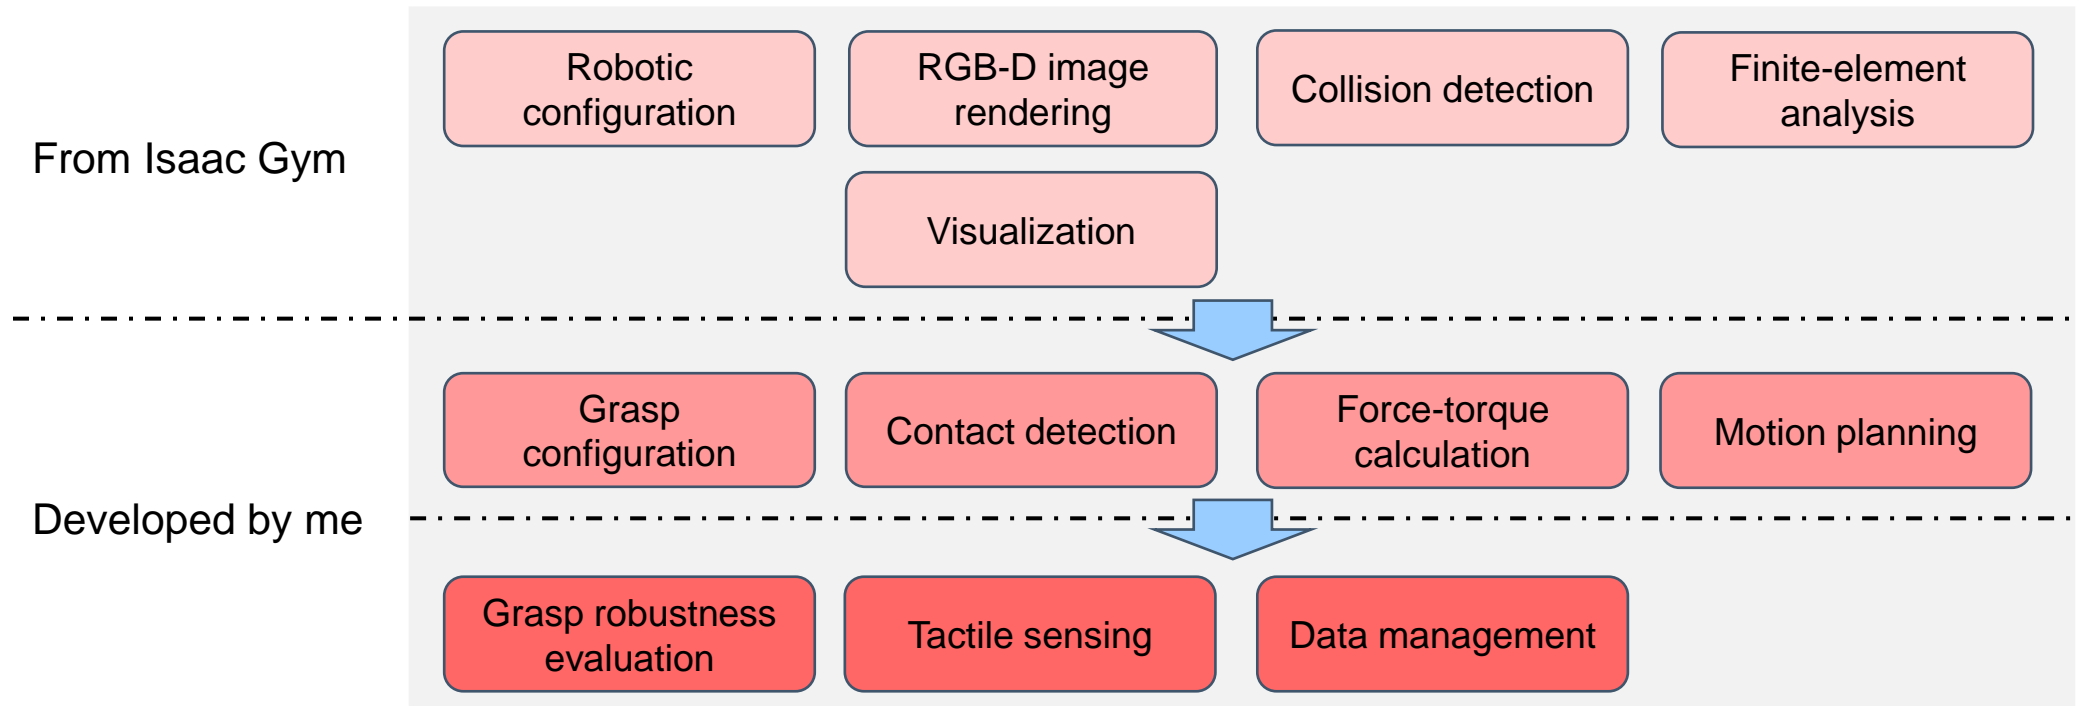 From Isaac Gym
Robotic
configuration
RGB-D image
rendering
Collision detection
Finite-element
analysis
Visualization
Developed by me
Grasp
configuration
Contact detection
Force-torque
calculation
Motion planning
Grasp robustness
evaluation
Tactile sensing
Data management